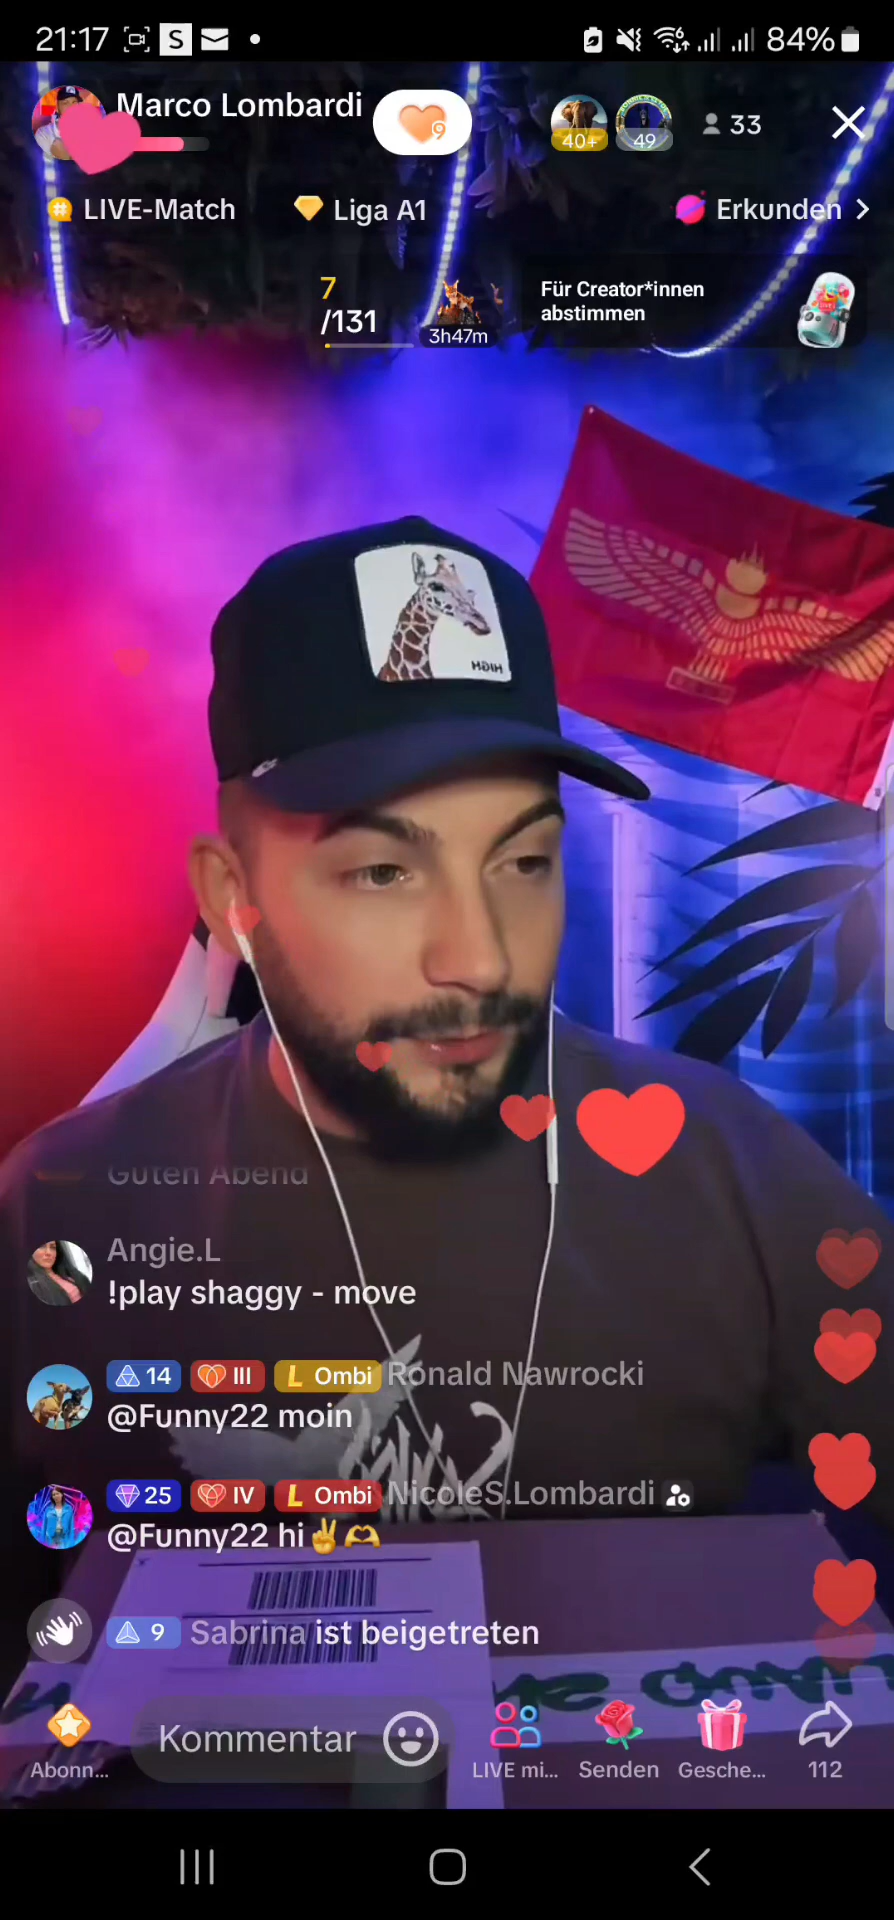 21:17
S
84%
Marco Lombardi
40+
49
33
LIVE-Match
Liga A1
Erkunden
7
/131
3h47m
Für Creator*innen
abstimmen
HIGH
Guten Abend
Angie.L
!play shaggy - move
14 III L Ombi Ronald Nawrocki
@Funny22 moin
25 IV L Ombi NicoleS.Lombardi
@Funny22 hi✌️🫶
9 Sabrina ist beigetreten
Kommentar
Abonn...
LIVE mi...
Senden
Gesche...
112